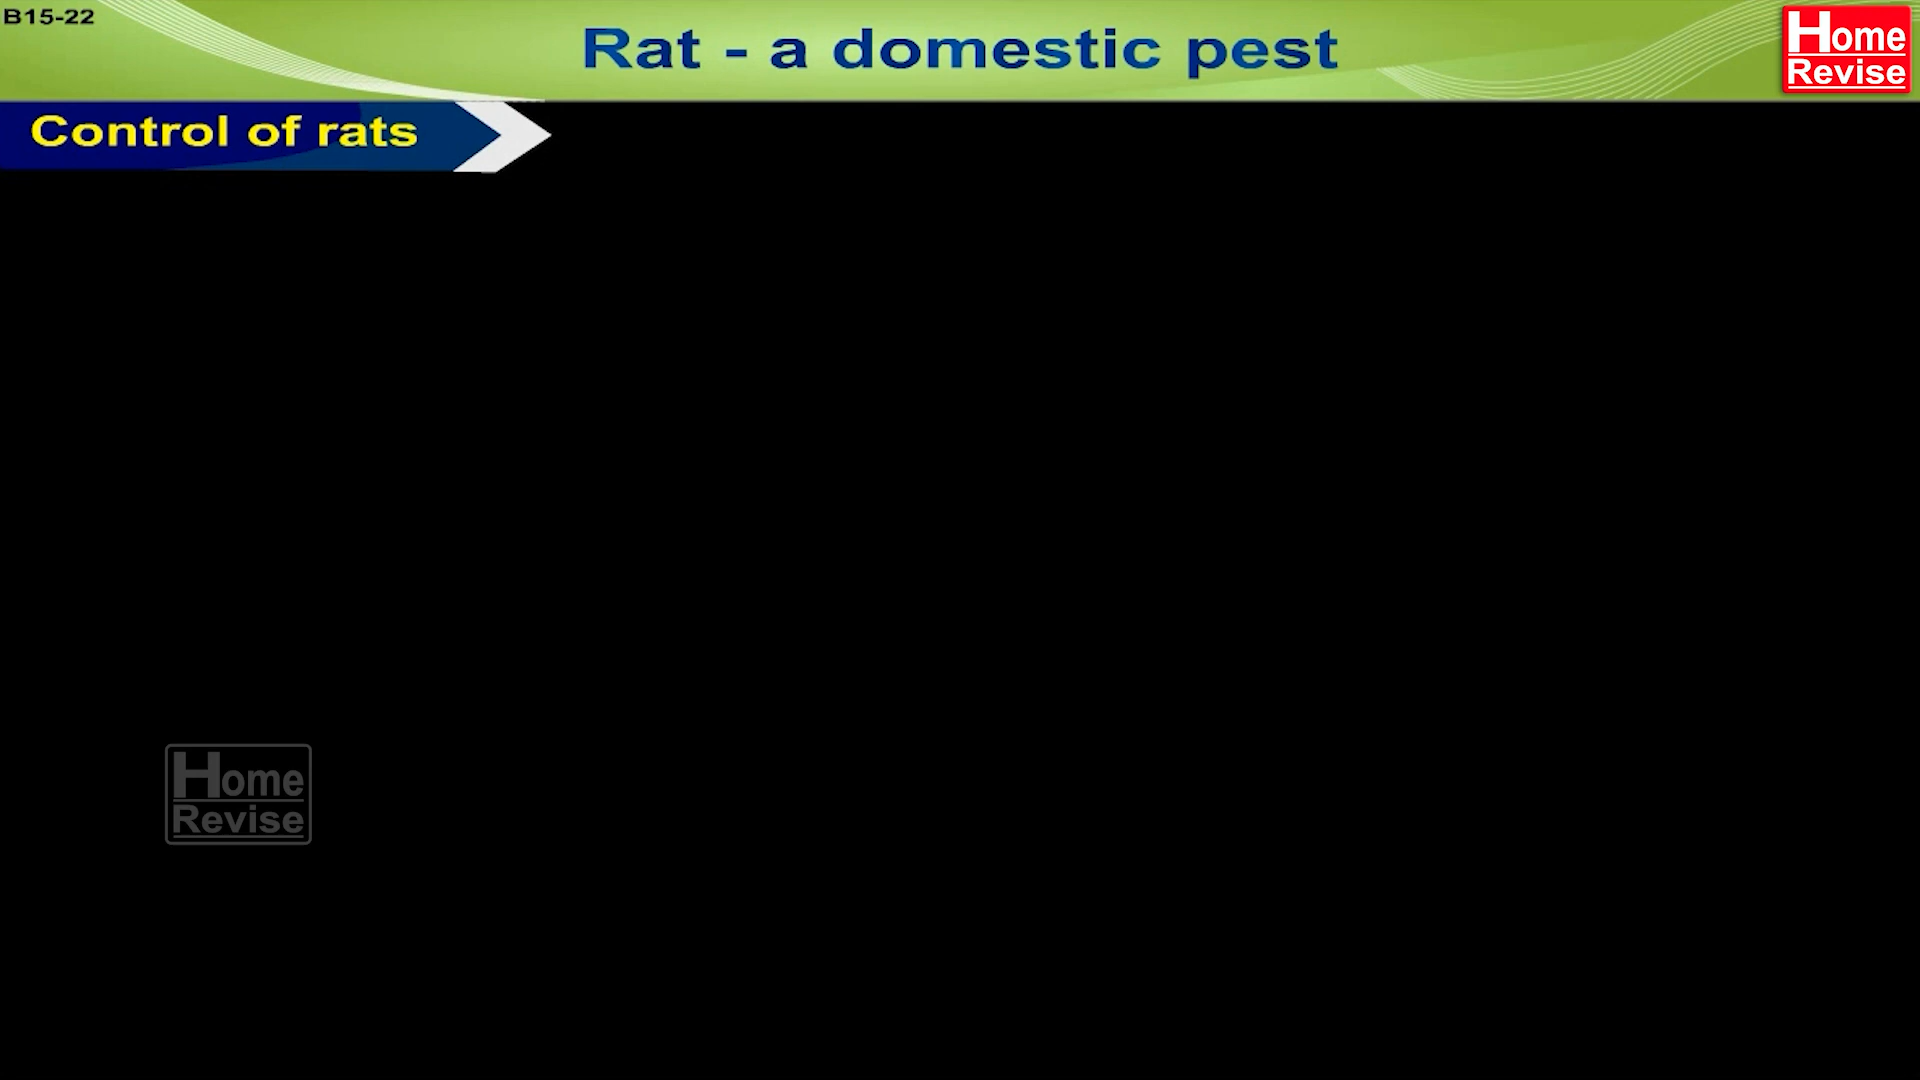 B15-22
Rat - a domestic pest
Home
Revise
Control of rats
Home
Revise